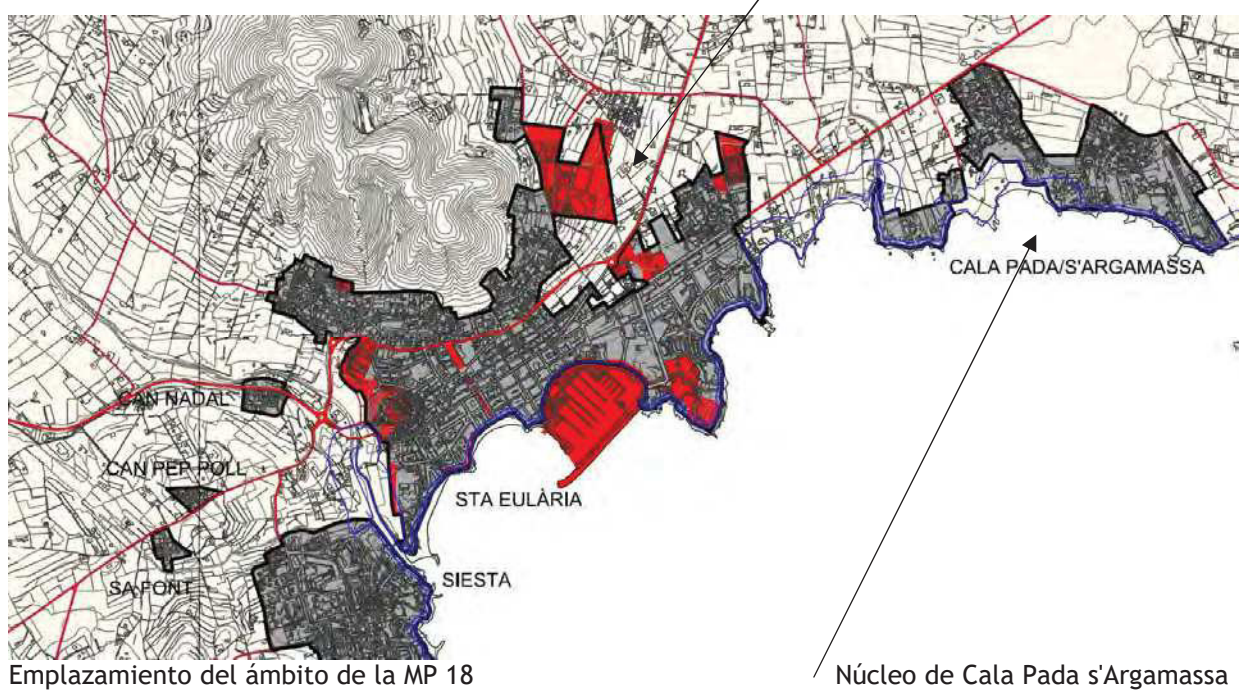 CALA PADA/S'ARGAMASSA
CAN NADAL
CAN PEP POLL
STA EULÀRIA
SIESTA
SA FONT
Emplazamiento del ámbito de la MP 18
Núcleo de Cala Pada s'Argamassa